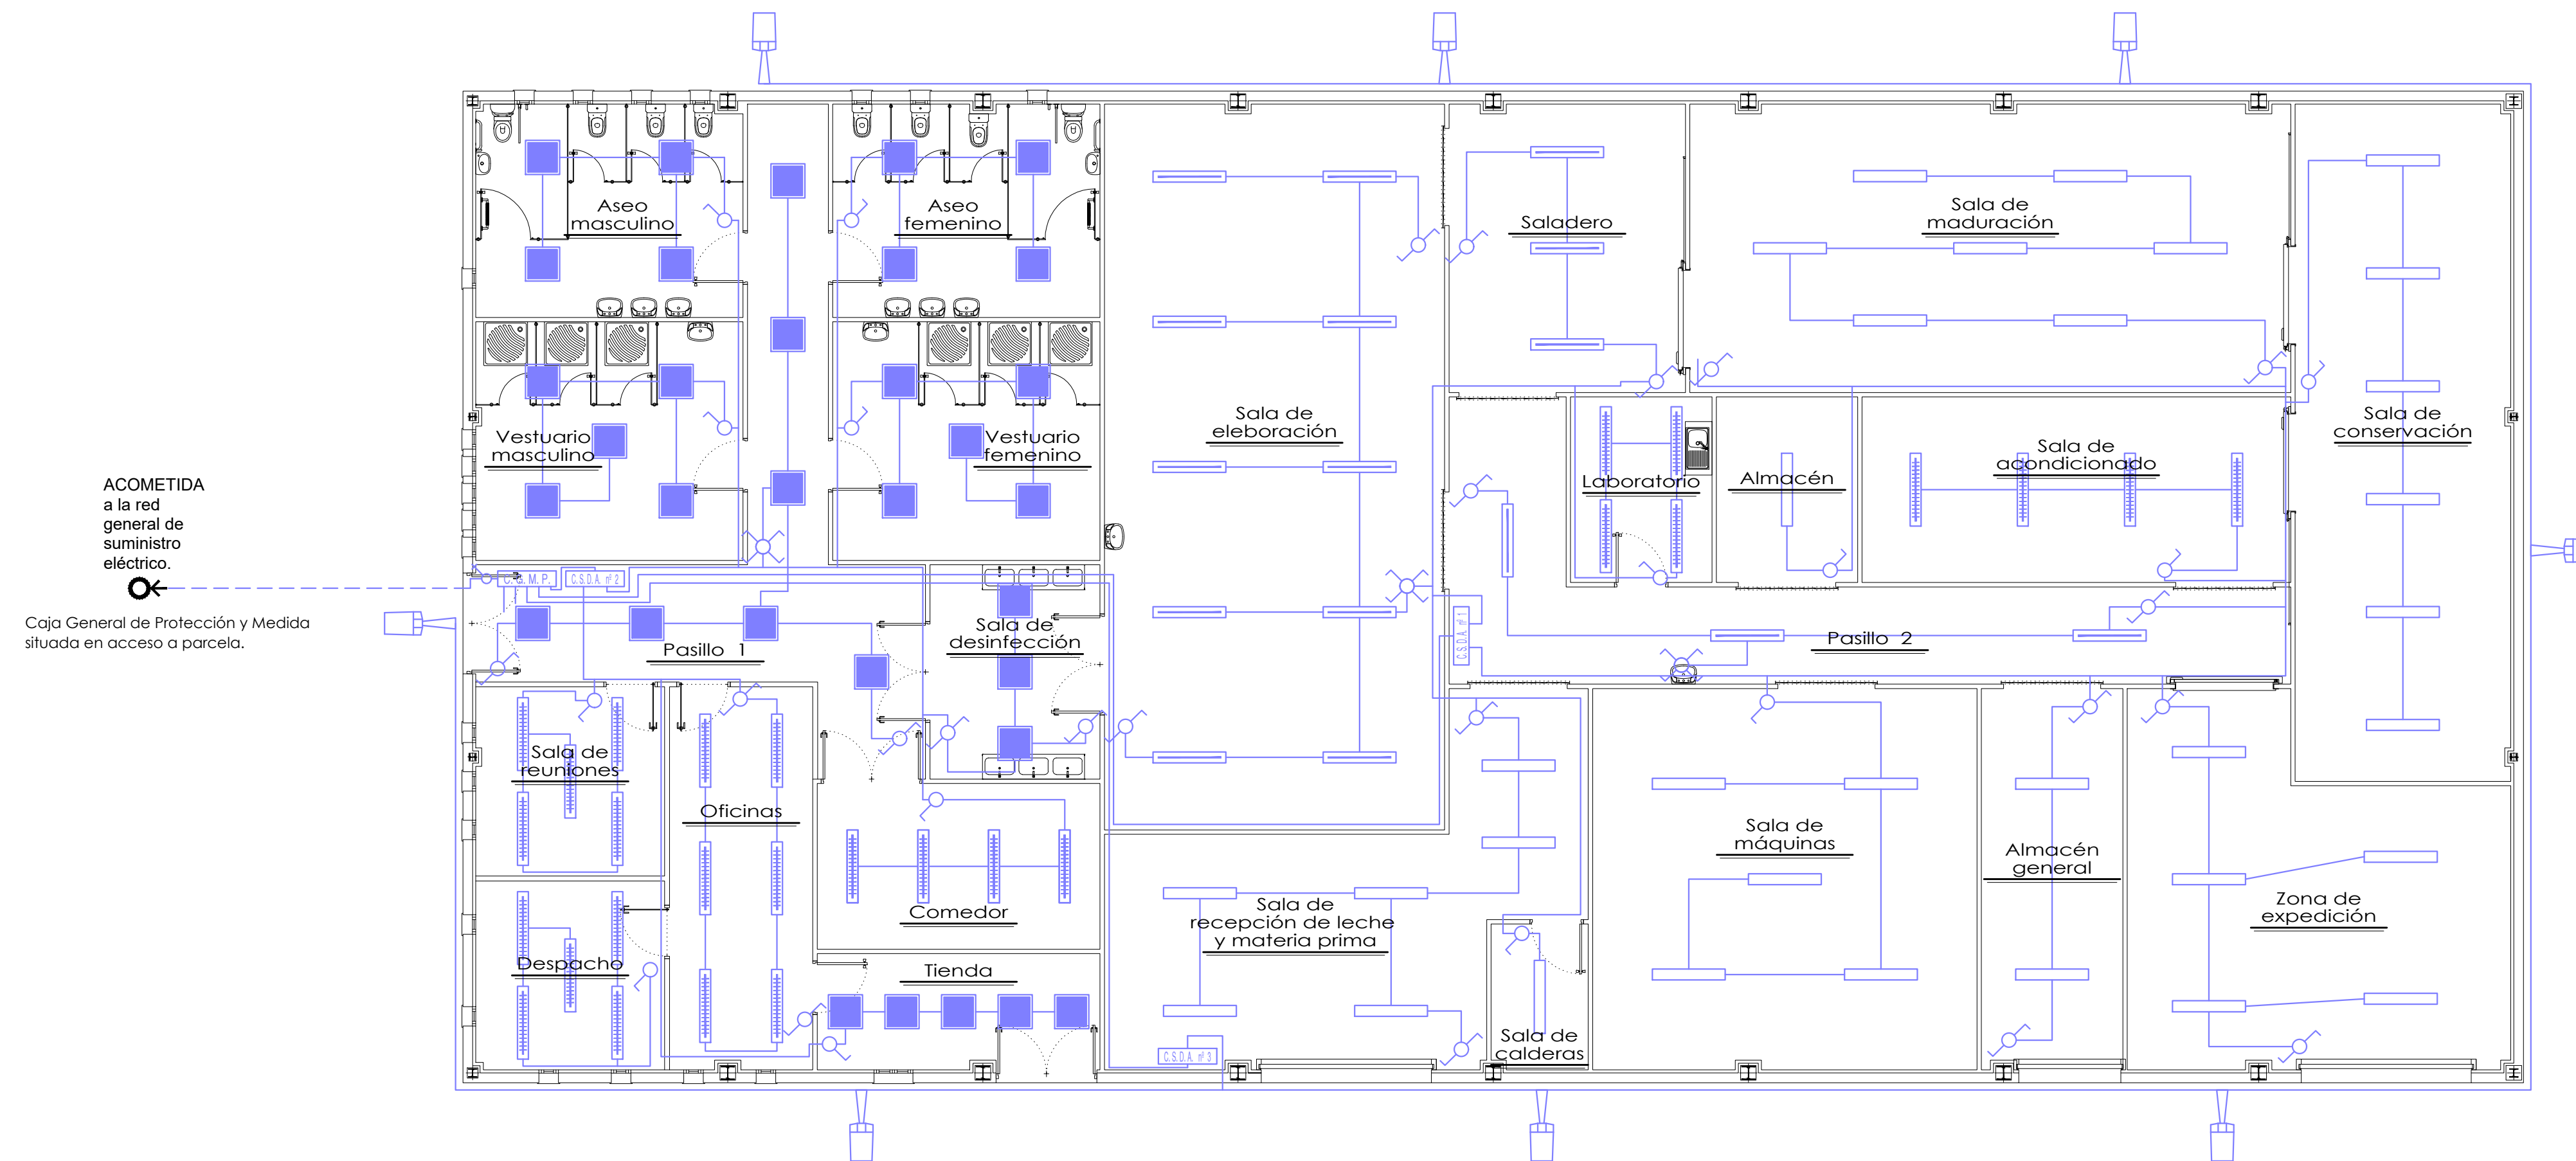 Aseo
masculino
Aseo
femenino
Saladero
Sala de
maduración
Vestuario
masculino
Vestuario
femenino
Sala de
eleboración
Laboratorio
Almacén
Sala de
acondicionado
Sala de
conservación
ACOMETIDA
a la red
general de
suministro
eléctrico.
Caja General de Protección y Medida
situada en acceso a parcela.
C. G. M. P.
C.S.D.A. nº 2
Pasillo 1
Sala de
desinfección
C.S.D.A. nº 1
Pasillo 2
Sala de
reuniones
Oficinas
Comedor
Despacho
Tienda
Sala de
recepción de leche
y materia prima
Sala de
máquinas
Almacén
general
Zona de
expedición
Sala de
calderas
C.S.D.A. nº 3